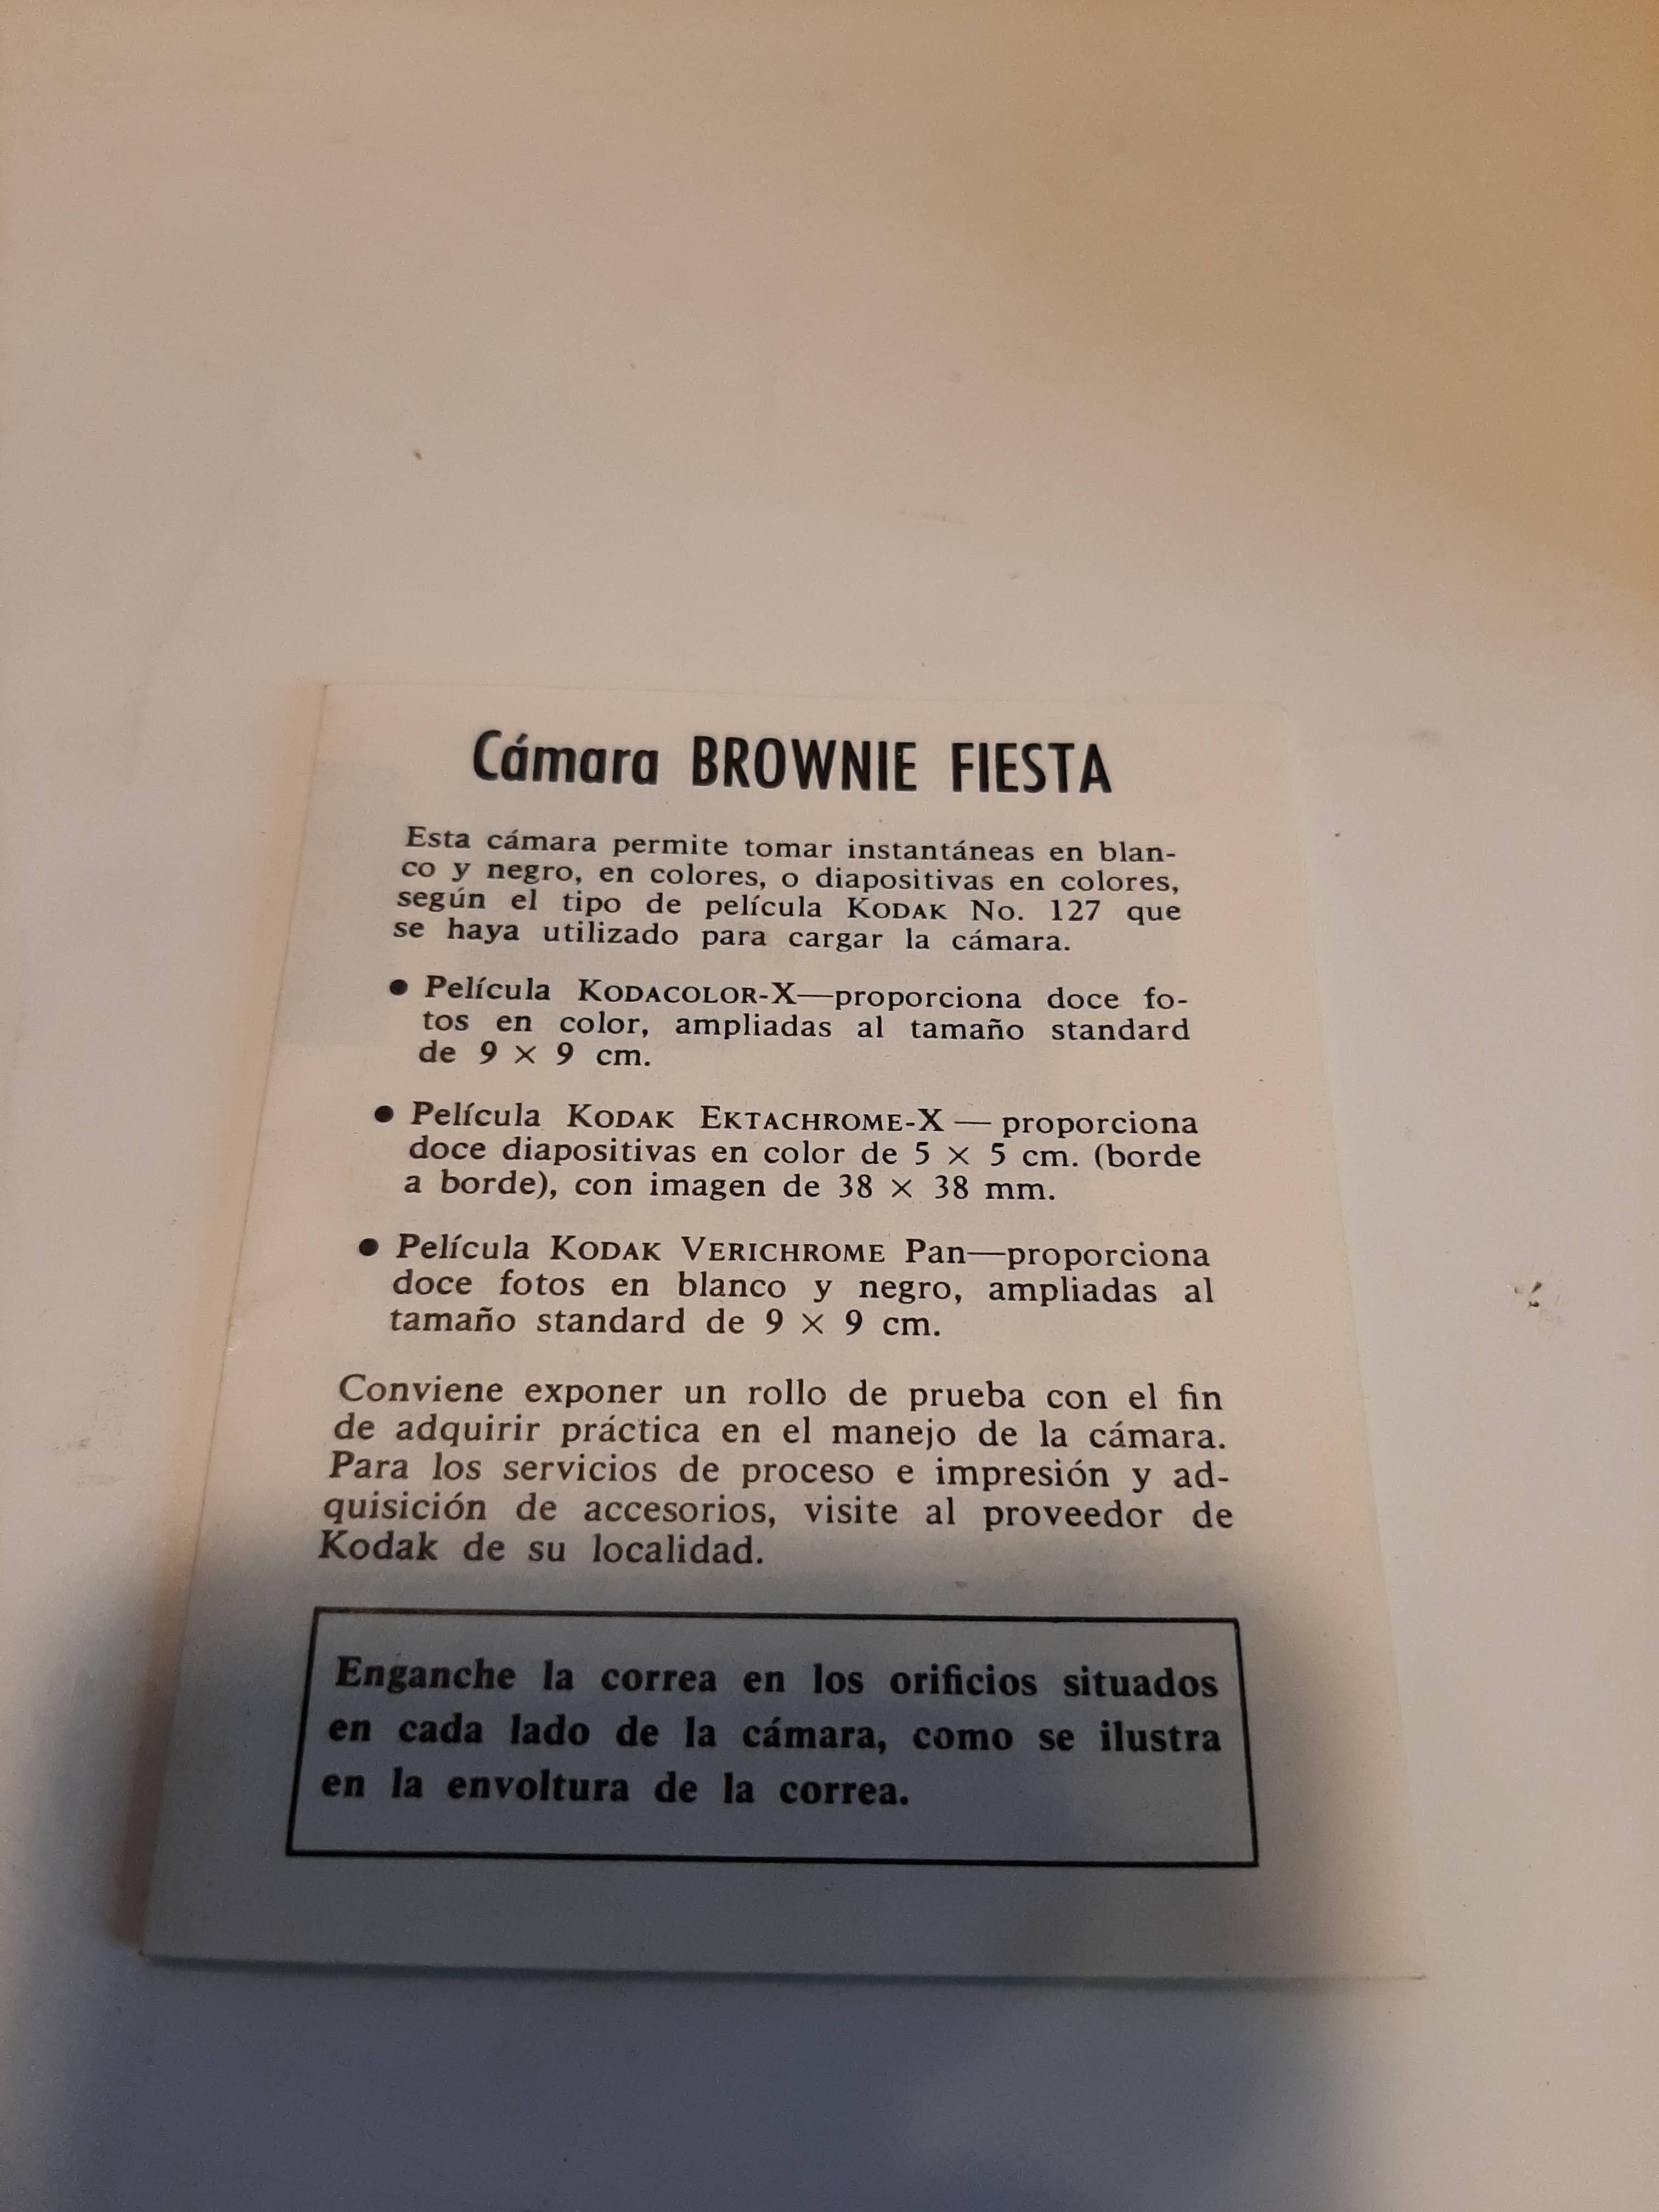 Cámara BROWNIE FIESTA
Esta cámara permite tomar instantáneas en blan-
co y negro, en colores, o diapositivas en colores,
según el tipo de película KODAK No. 127 que
se haya utilizado para cargar la cámara.
● Película KODACOLOR-X—proporciona doce fo-
tos en color, ampliadas al tamaño standard
de 9 × 9 cm.
● Película KODAK EKTACHROME-X — proporciona
doce diapositivas en color de 5 × 5 cm. (borde
a borde), con imagen de 38 × 38 mm.
● Película KODAK VERICHROME Pan—proporciona
doce fotos en blanco y negro, ampliadas al
tamaño standard de 9 × 9 cm.
Conviene exponer un rollo de prueba con el fin
de adquirir práctica en el manejo de la cámara.
Para los servicios de proceso e impresión y ad-
quisición de accesorios, visite al proveedor de
Kodak de su localidad.
Enganche la correa en los orificios situados
en cada lado de la cámara, como se ilustra
en la envoltura de la correa.